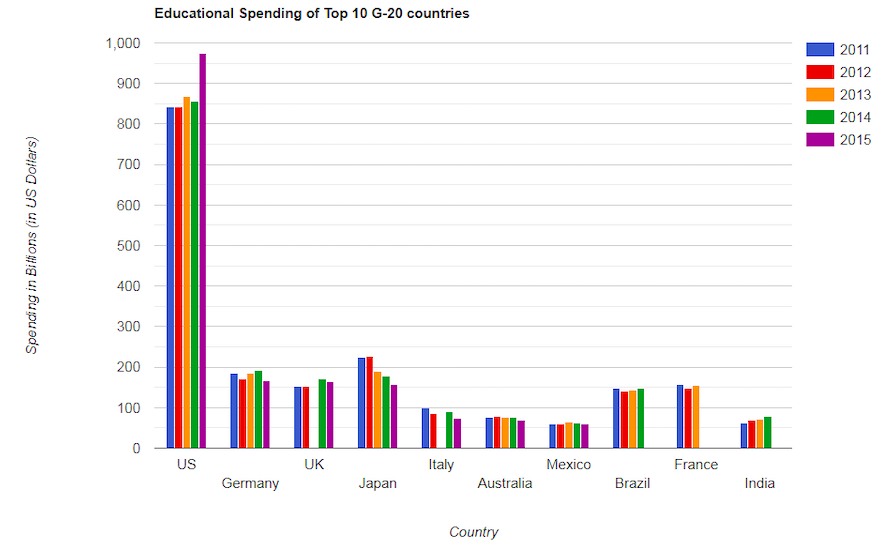 Educational Spending of Top 10 G-20 countries
1,000
900
800
700
600
500
400
300
200
100
0
Spending in Billions (in US Dollars)
2011
2012
2013
2014
2015
US
Germany
UK
Japan
Italy
Australia
Mexico
Brazil
France
India
Country